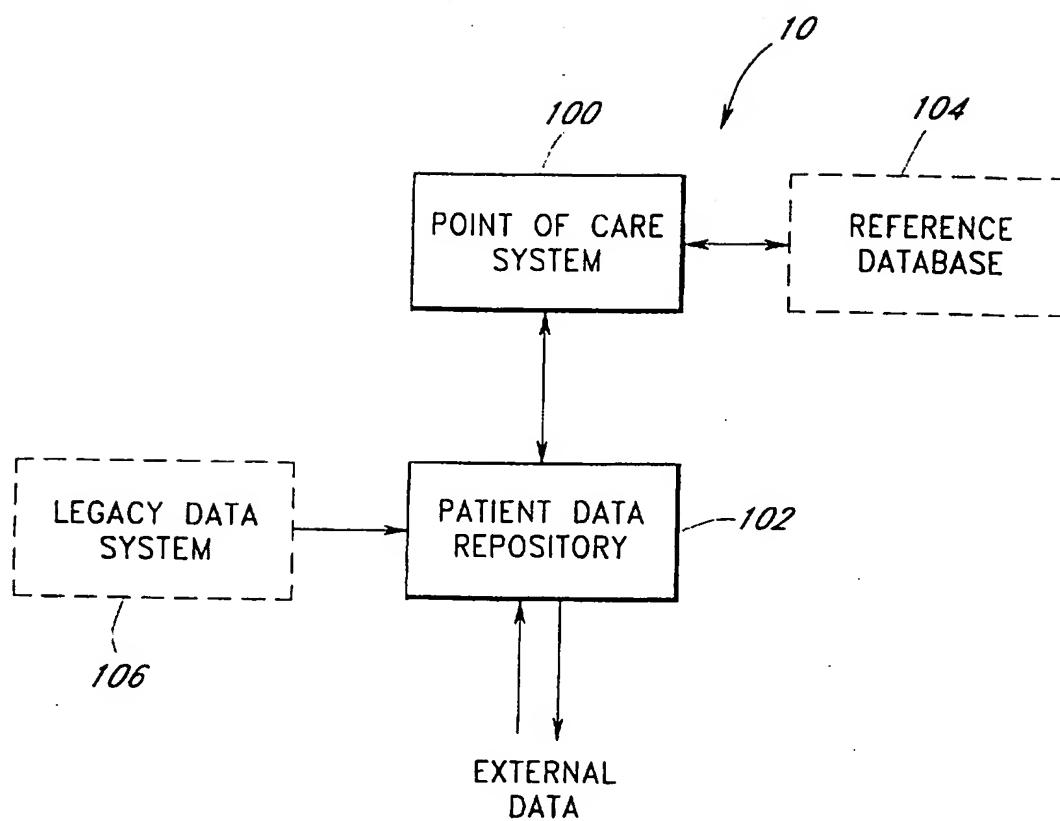 10
100
104
POINT OF CARE
SYSTEM
REFERENCE
DATABASE
LEGACY DATA
SYSTEM
PATIENT DATA
REPOSITORY
102
106
EXTERNAL
DATA